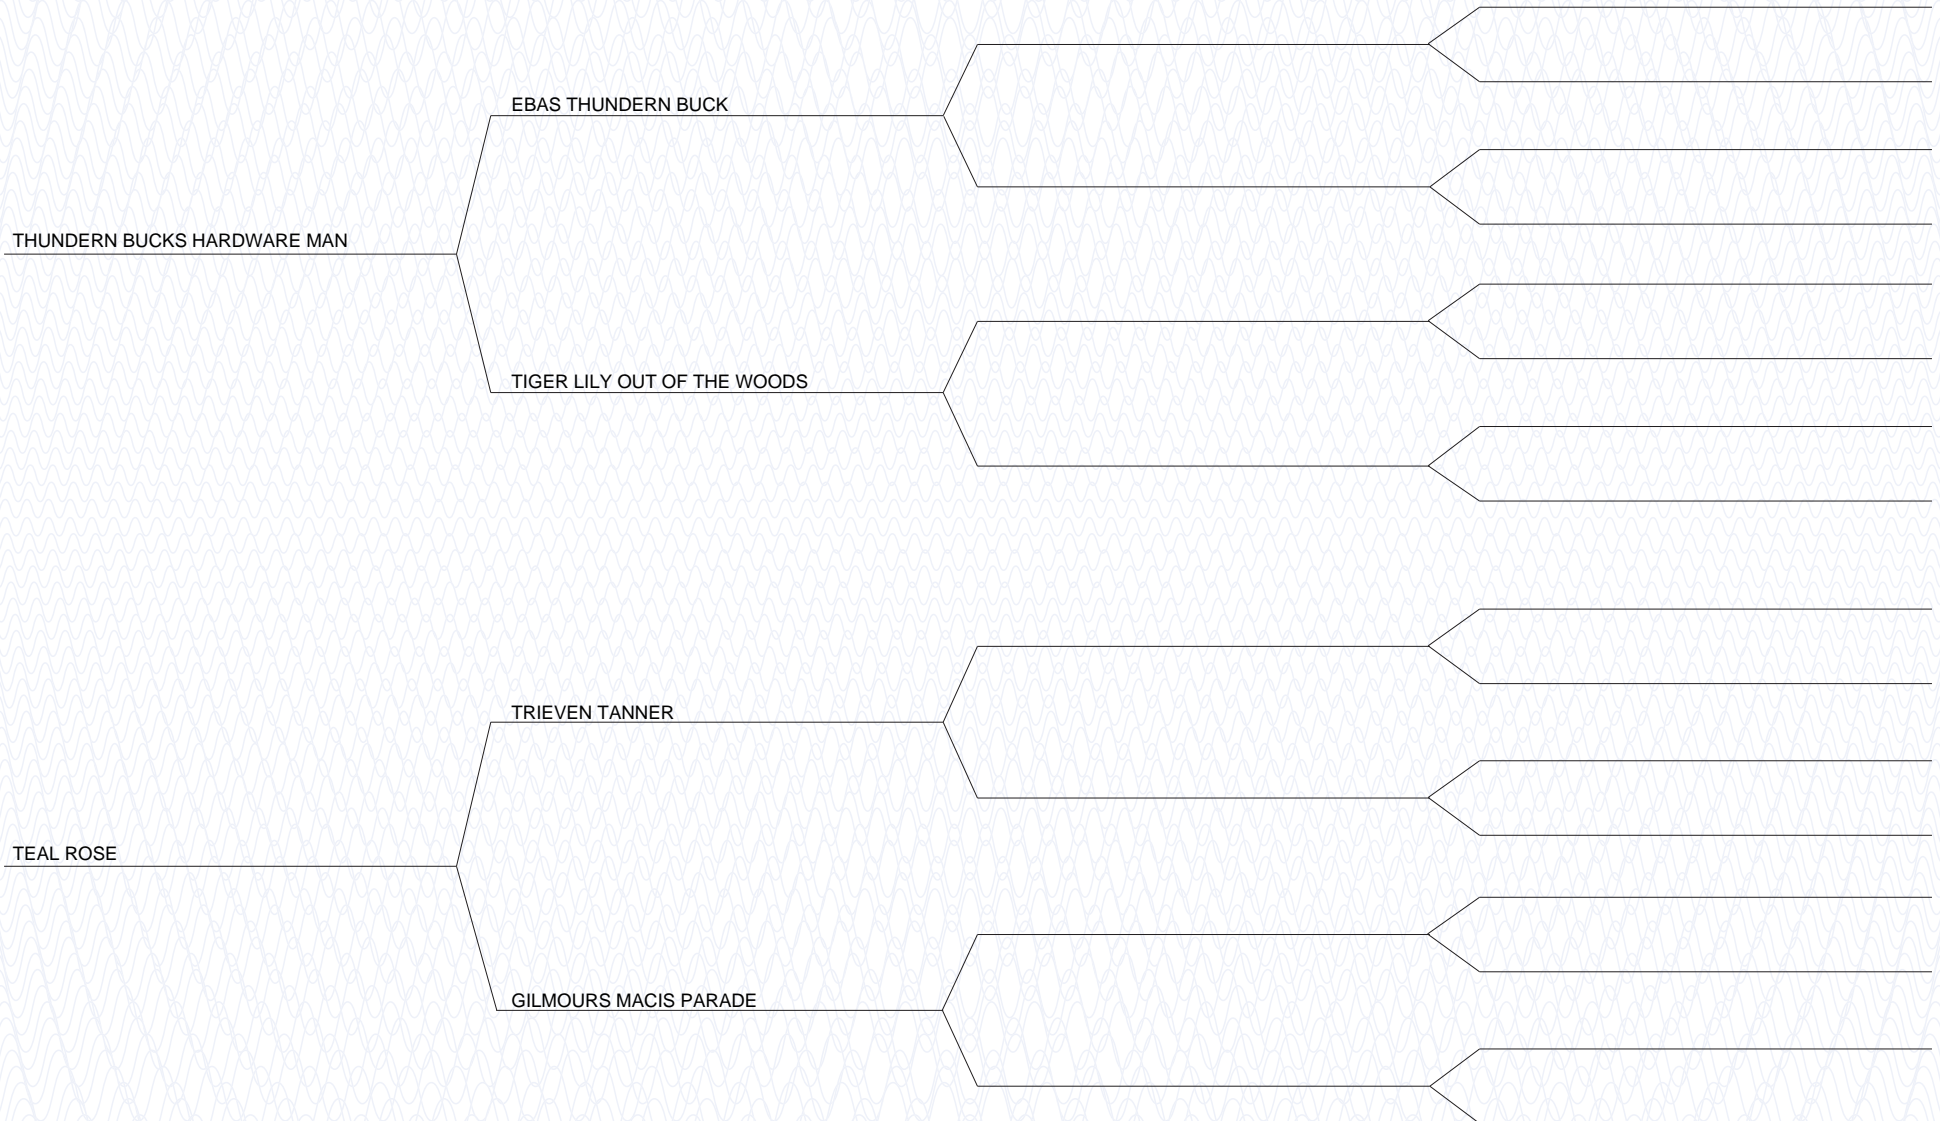 EBAS THUNDERN BUCK
THUNDERN BUCKS HARDWARE MAN
TIGER LILY OUT OF THE WOODS
TRIEVEN TANNER
TEAL ROSE
GILMOURS MACIS PARADE